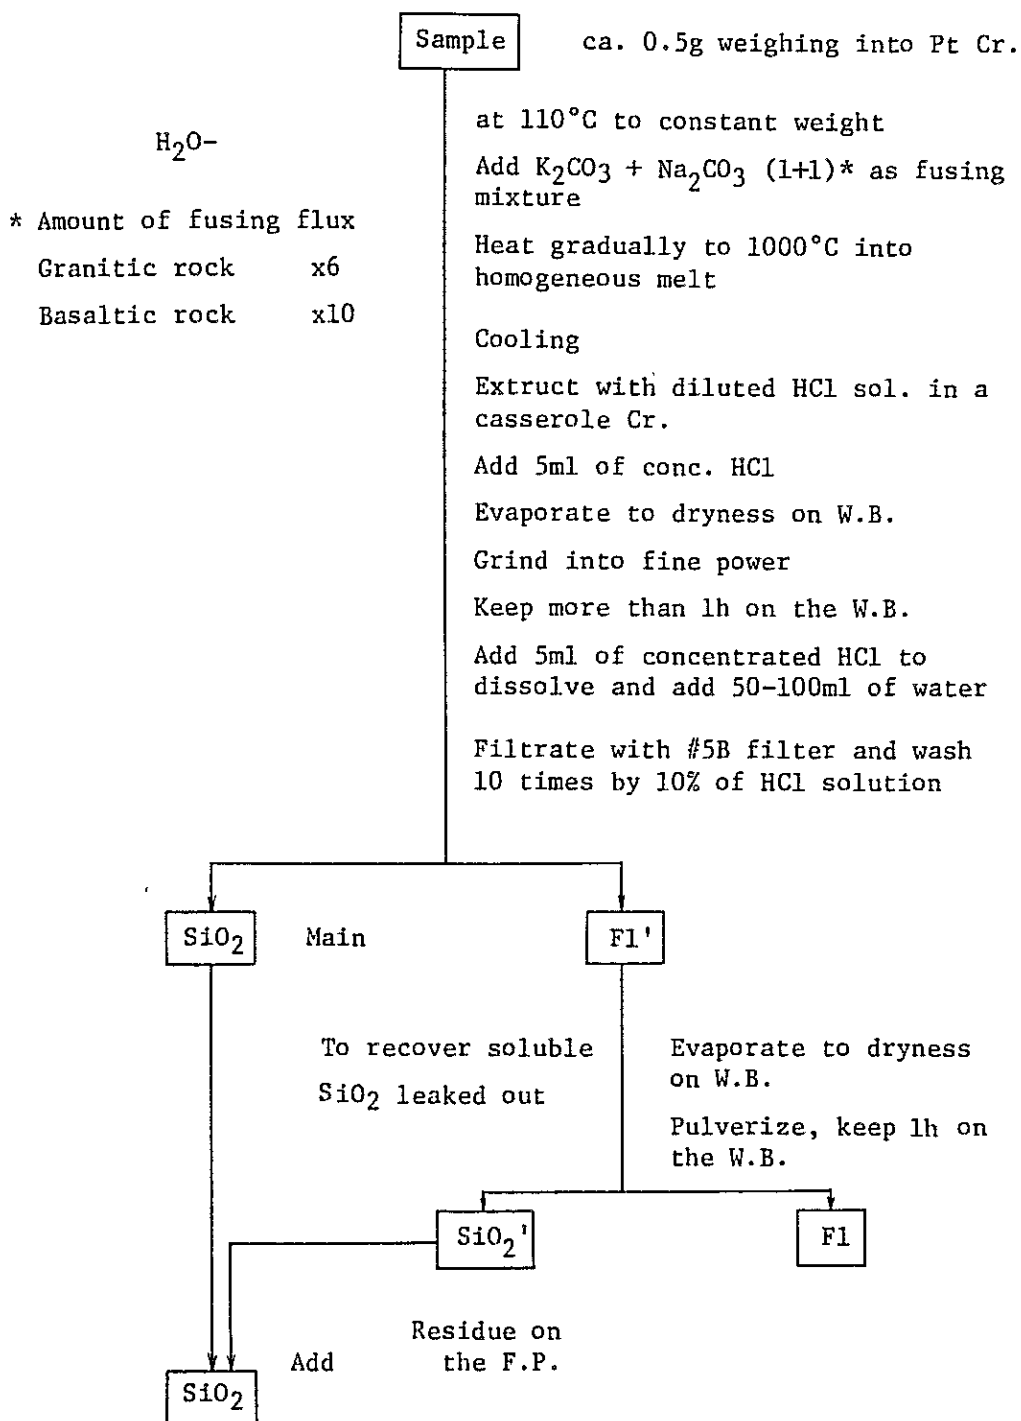 Sample
ca. 0.5g weighing into Pt Cr.
H₂O-
at 110°C to constant weight
Add K₂CO₃ + Na₂CO₃ (1+1)* as fusing
mixture
* Amount of fusing flux
Granitic rock x6
Basaltic rock x10
Heat gradually to 1000°C into
homogeneous melt
Cooling
Extruct with diluted HCl sol. in a
casserole Cr.
Add 5ml of conc. HCl
Evaporate to dryness on W.B.
Grind into fine power
Keep more than 1h on the W.B.
Add 5ml of concentrated HCl to
dissolve and add 50-100ml of water
Filtrate with #5B filter and wash
10 times by 10% of HCl solution
SiO₂
Main
F1'
To recover soluble
SiO₂ leaked out
Evaporate to dryness
on W.B.
Pulverize, keep 1h on
the W.B.
SiO₂'
F1
Residue on
the F.P.
Add
SiO₂